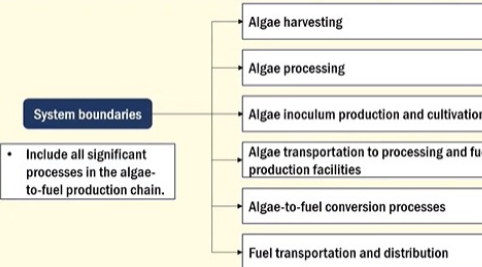 Algae harvesting
Algae processing
System boundaries
Algae inoculum production and cultivation
• Include all significant
processes in the algae-
to-fuel production chain.
Algae transportation to processing and
production facilities
Algae-to-fuel conversion processes
Fuel transportation and distribution